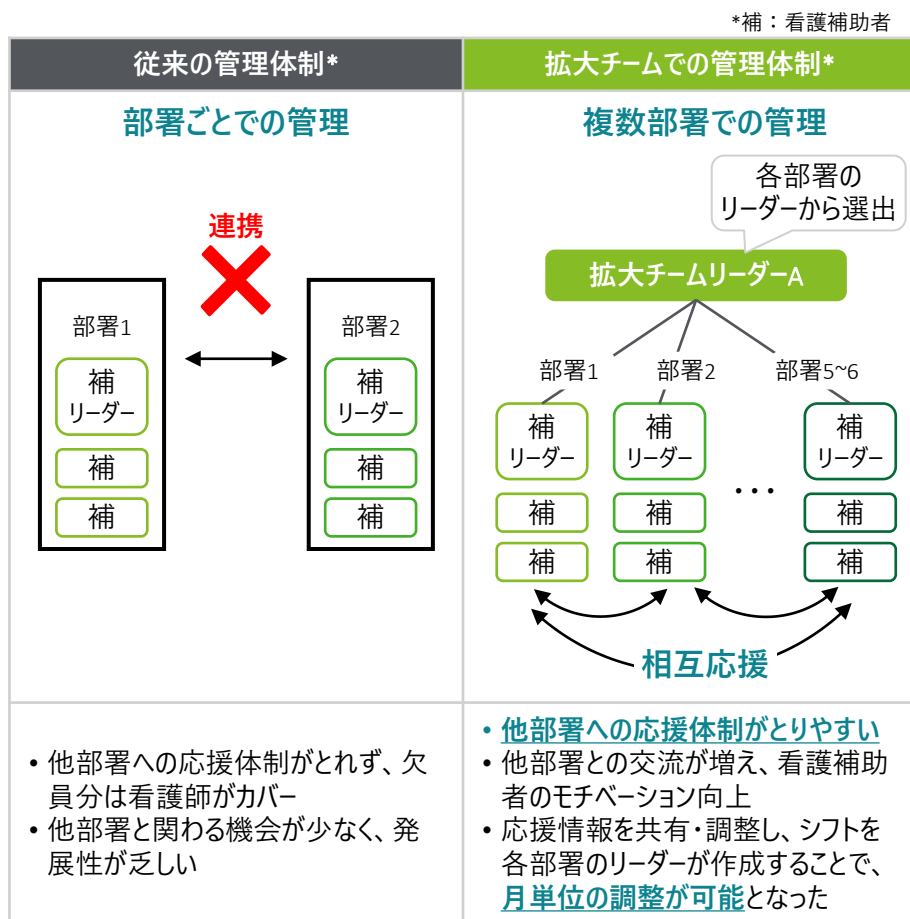 *補：看護補助者
従来の管理体制*
拡大チームでの管理体制*
部署ごとでの管理
連携
部署1
補
リーダー
補
補
部署2
補
リーダー
補
補
複数部署での管理
各部署の
リーダーから選出
拡大チームリーダーA
部署1
部署2
部署5~6
補
リーダー
補
補
補
リーダー
補
補
･･･
補
リーダー
補
補
相互応援
• 他部署への応援体制がとれず、欠
員分は看護師がカバー
• 他部署と関わる機会が少なく、発
展性が乏しい
• 他部署への応援体制がとりやすい
• 他部署との交流が増え、看護補助
者のモチベーション向上
• 応援情報を共有・調整し、シフトを
各部署のリーダーが作成することで、
月単位の調整が可能となった